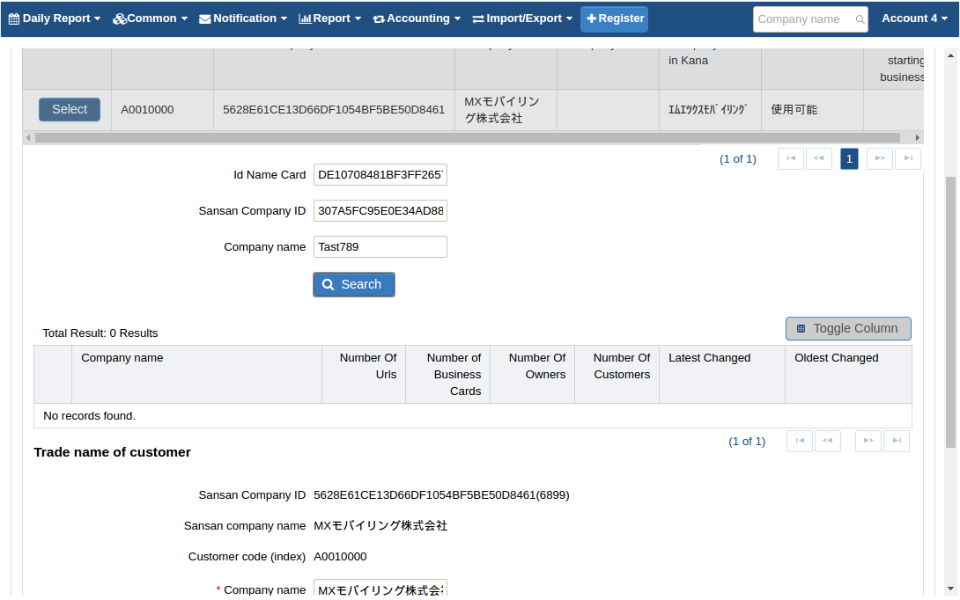 Daily Report Common Notification Report Accounting Import/Export Register Company name Account 4
in Kana starting
business
Select A0010000 5628E61CE13D66DF1054BF5BE50D8461 MXモバイリン ｴﾑｴﾂｸｽﾓﾊﾞｲﾘﾝｸﾞ 使用可能
グ株式会社
(1 of 1) 1
Id Name Card DE10708481BF3FF265
Sansan Company ID 307A5FC95E0E34AD88
Company name Tast789
Search
Total Result: 0 Results Toggle Column
Company name Number Of Number of Number Of Number Of Latest Changed Oldest Changed
Urls Business Owners Customers
Cards
No records found.
(1 of 1)
Trade name of customer
Sansan Company ID 5628E61CE13D66DF1054BF5BE50D8461(6899)
Sansan company name MXモバイリング株式会社
Customer code (index) A0010000
* Company name MXモバイリング株式会